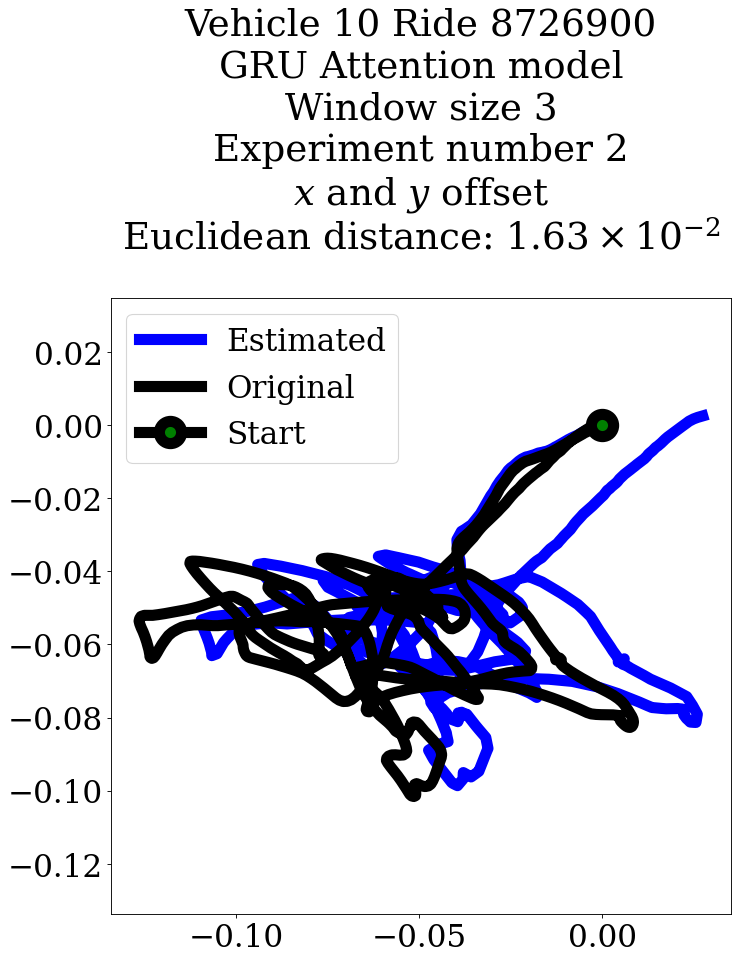 Vehicle 10 Ride 8726900
GRU Attention model
Window size 3
Experiment number 2
x and y offset
Euclidean distance: 1.63 × 10⁻²
Estimated
Original
Start
0.02
0.00
−0.02
−0.04
−0.06
−0.08
−0.10
−0.12
−0.10 −0.05 0.00